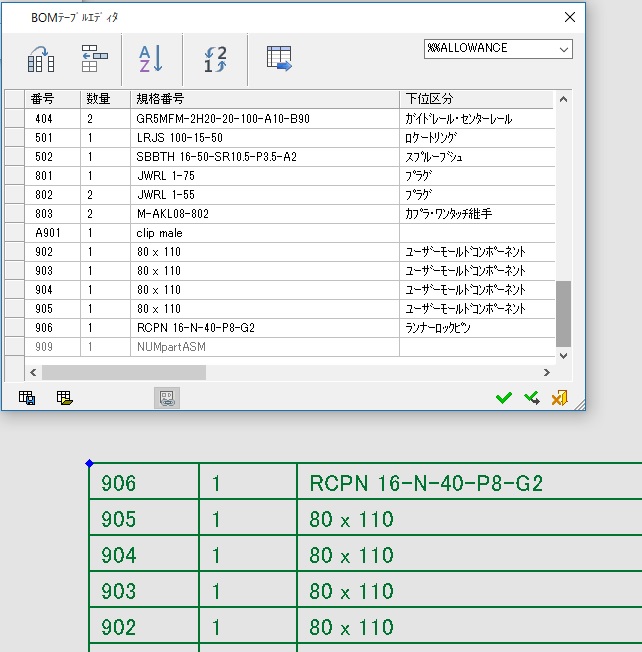 BOMﾃｰﾌﾞﾙｴﾃﾞｨﾀ
A Z
2 1 1 2
%%ALLOWANCE
番号 数量 規格番号 下位区分
404 2 GR5MFM-2H20-20-100-A10-B90 ｶﾞｲﾄﾞﾚｰﾙ･ｾﾝﾀｰﾚｰﾙ
501 1 LRJS 100-15-50 ﾛｹｰﾄﾘﾝｸﾞ
502 1 SBBTH 16-50-SR10.5-P3.5-A2 ｽﾌﾟﾙｰﾌﾞｼｭ
801 1 JWRL 1-75 ﾌﾟﾗｸﾞ
802 2 JWRL 1-55 ﾌﾟﾗｸﾞ
803 2 M-AKL08-802 ｶﾌﾟﾗ･ﾜﾝﾀｯﾁ継手
A901 1 clip male
902 1 80 x 110 ﾕｰｻﾞｰﾓｰﾙﾄﾞｺﾝﾎﾟｰﾈﾝﾄ
903 1 80 x 110 ﾕｰｻﾞｰﾓｰﾙﾄﾞｺﾝﾎﾟｰﾈﾝﾄ
904 1 80 x 110 ﾕｰｻﾞｰﾓｰﾙﾄﾞｺﾝﾎﾟｰﾈﾝﾄ
905 1 80 x 110 ﾕｰｻﾞｰﾓｰﾙﾄﾞｺﾝﾎﾟｰﾈﾝﾄ
906 1 RCPN 16-N-40-P8-G2 ﾗﾝﾅｰﾛｯｸﾋﾟﾝ
909 1 NUMpartASM
906 1 RCPN 16-N-40-P8-G2
905 1 80 x 110
904 1 80 x 110
903 1 80 x 110
902 1 80 x 110